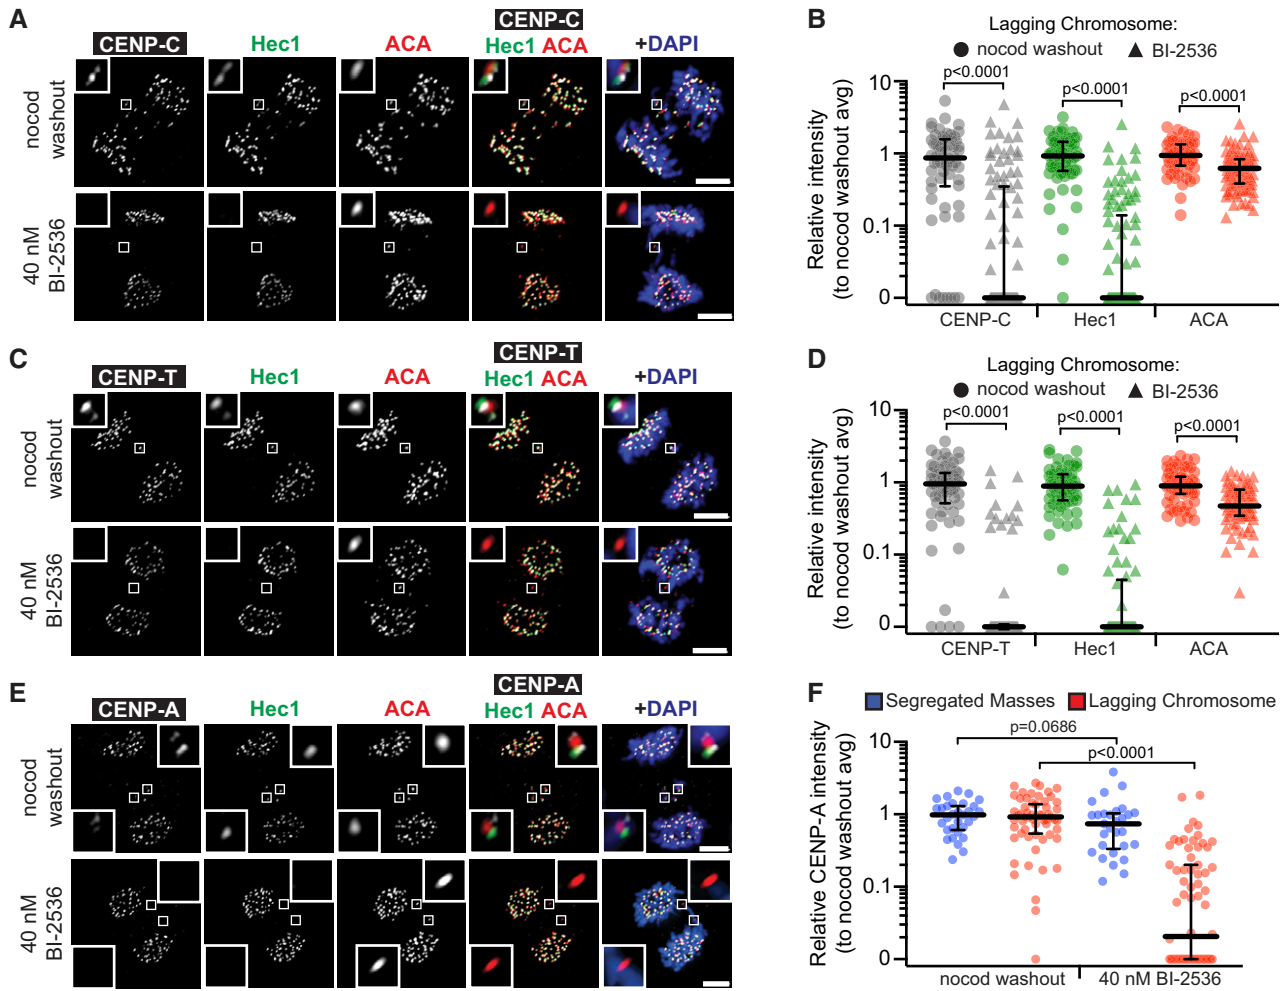 A
CENP-C
Hec1
ACA
CENP-C
Hec1 ACA
+DAPI
nocod
washout
40 nM
BI-2536
B
Lagging Chromosome:
nocod washout
BI-2536
p<0.0001
p<0.0001
p<0.0001
Relative intensity
(to nocod washout avg)
10
1
0.1
0
CENP-C
Hec1
ACA
C
CENP-T
Hec1
ACA
CENP-T
Hec1 ACA
+DAPI
nocod
washout
40 nM
BI-2536
D
Lagging Chromosome:
nocod washout
BI-2536
p<0.0001
p<0.0001
p<0.0001
Relative intensity
(to nocod washout avg)
10
1
0.1
0
CENP-T
Hec1
ACA
E
CENP-A
Hec1
ACA
CENP-A
Hec1 ACA
+DAPI
nocod
washout
40 nM
BI-2536
F
Segregated Masses
Lagging Chromosome
p=0.0686
p<0.0001
Relative CENP-A intensity
(to nocod washout avg)
10
1
0.1
0
nocod washout
40 nM BI-2536